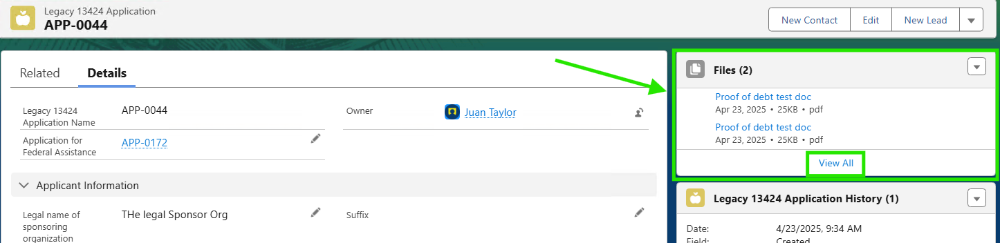 Legacy 13424 Application
APP-0044
New Contact
Edit
New Lead
Related
Details
Legacy 13424
Application Name
APP-0044
Owner
Juan Taylor
Application for
Federal Assistance
APP-0172
Applicant Information
Legal name of
sponsoring
organization
THe legal Sponsor Org
Suffix
Files (2)
Proof of debt test doc
Apr 23, 2025 • 25KB • pdf
Proof of debt test doc
Apr 23, 2025 • 25KB • pdf
View All
Legacy 13424 Application History (1)
Date:
4/23/2025, 9:34 AM
Field:
Created